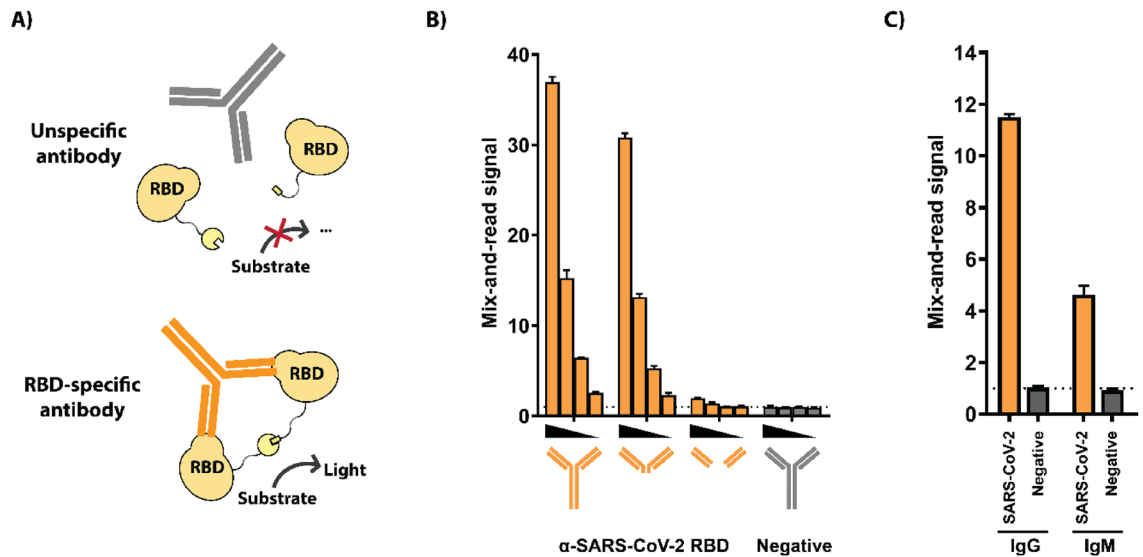 A)
Unspecific
antibody
RBD
RBD
Substrate
...
RBD-specific
antibody
RBD
RBD
Substrate
Light
B)
Mix-and-read signal
40
30
20
10
0
α-SARS-CoV-2 RBD
Negative
C)
Mix-and-read signal
14
12
10
8
6
4
2
0
SARS-CoV-2
Negative
SARS-CoV-2
Negative
IgG
IgM